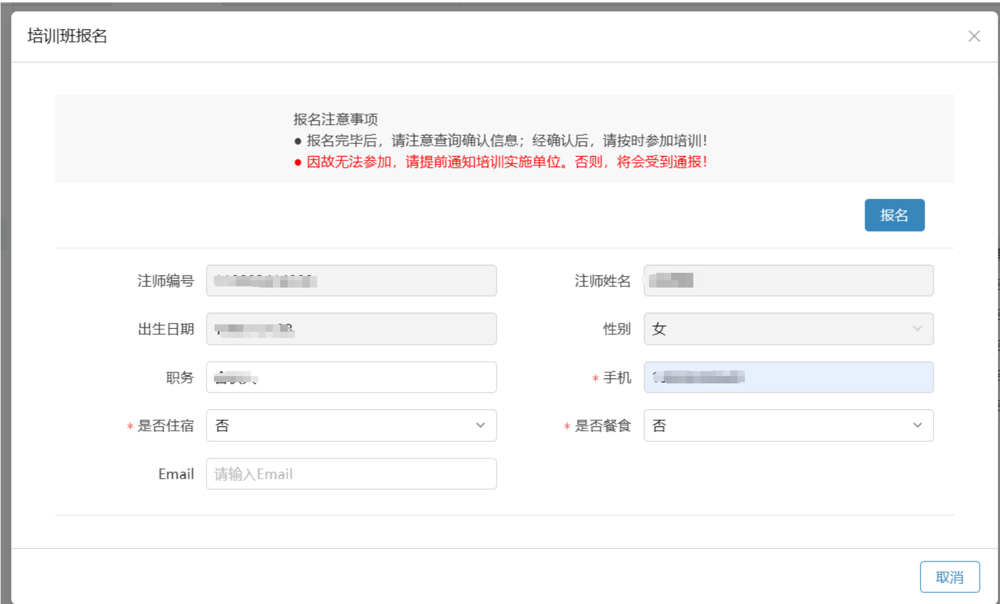 培训班报名
报名注意事项
● 报名完毕后，请注意查询确认信息；经确认后，请按时参加培训！
● 因故无法参加，请提前通知培训实施单位。否则，将会受到通报！
报名
注师编号
注师姓名
出生日期
性别 女
职务
* 手机
* 是否住宿 否
* 是否餐食 否
Email 请输入Email
取消